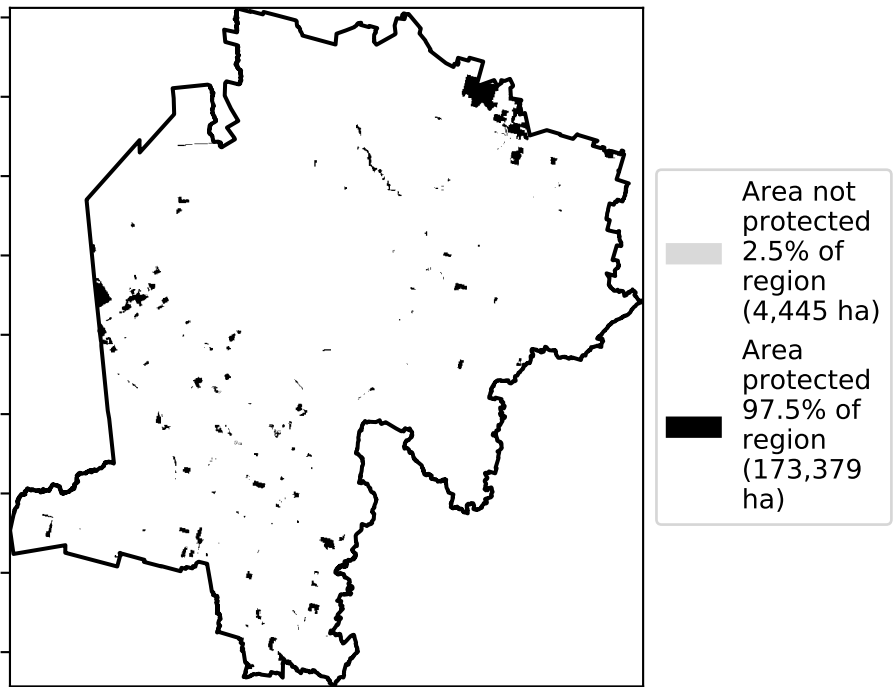 Area not
protected
2.5% of
region
(4,445 ha)
Area
protected
97.5% of
region
(173,379
ha)